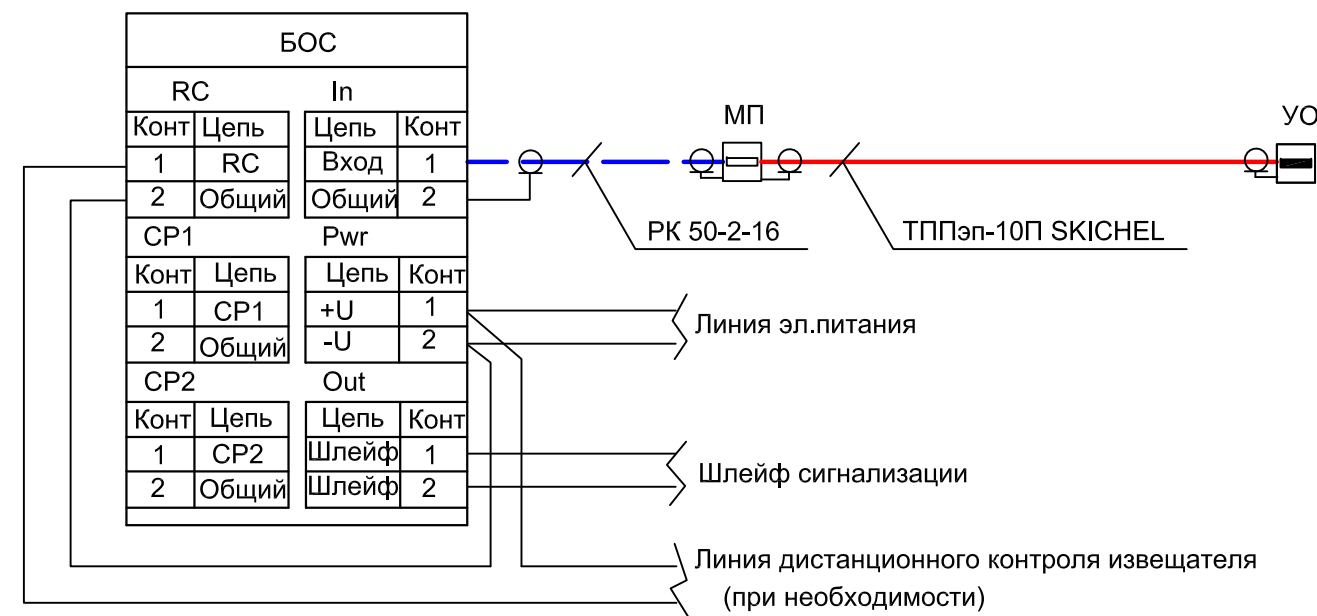 БОС
RC In
Конт Цепь Цепь Конт
1 RC Вход 1
2 Общий Общий 2
CP1 Pwr
Конт Цепь Цепь Конт
1 CP1 +U 1
2 Общий -U 2
CP2 Out
Конт Цепь Цепь Конт
1 CP2 Шлейф 1
2 Общий Шлейф 2
МП
УО
РК 50-2-16
ТППэп-10П SKICHEL
Линия эл.питания
Шлейф сигнализации
Линия дистанционного контроля извещателя
(при необходимости)